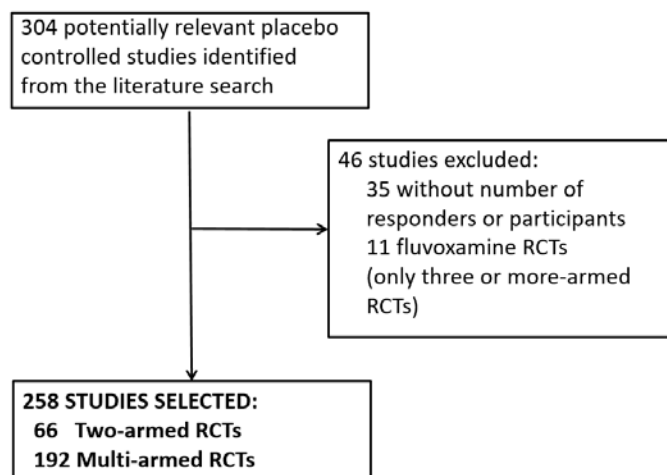 304 potentially relevant placebo
controlled studies identified
from the literature search
46 studies excluded:
35 without number of
responders or participants
11 fluvoxamine RCTs
(only three or more-armed
RCTs)
258 STUDIES SELECTED:
66 Two-armed RCTs
192 Multi-armed RCTs